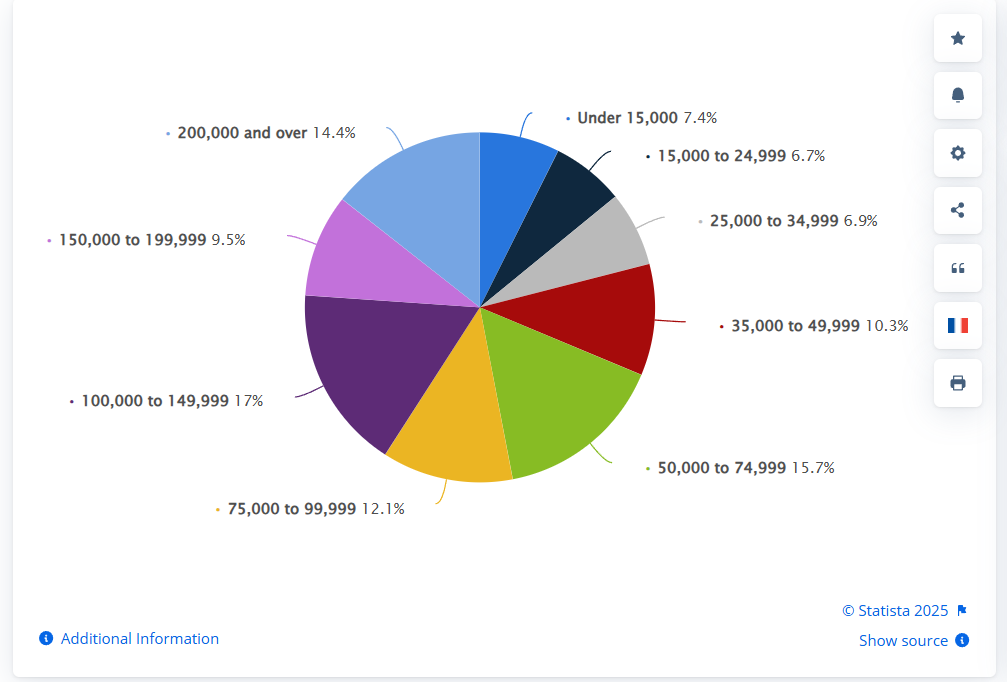 Under 15,000 7.4%
200,000 and over 14.4%
15,000 to 24,999 6.7%
25,000 to 34,999 6.9%
150,000 to 199,999 9.5%
35,000 to 49,999 10.3%
100,000 to 149,999 17%
50,000 to 74,999 15.7%
75,000 to 99,999 12.1%
© Statista 2025
Additional Information
Show source